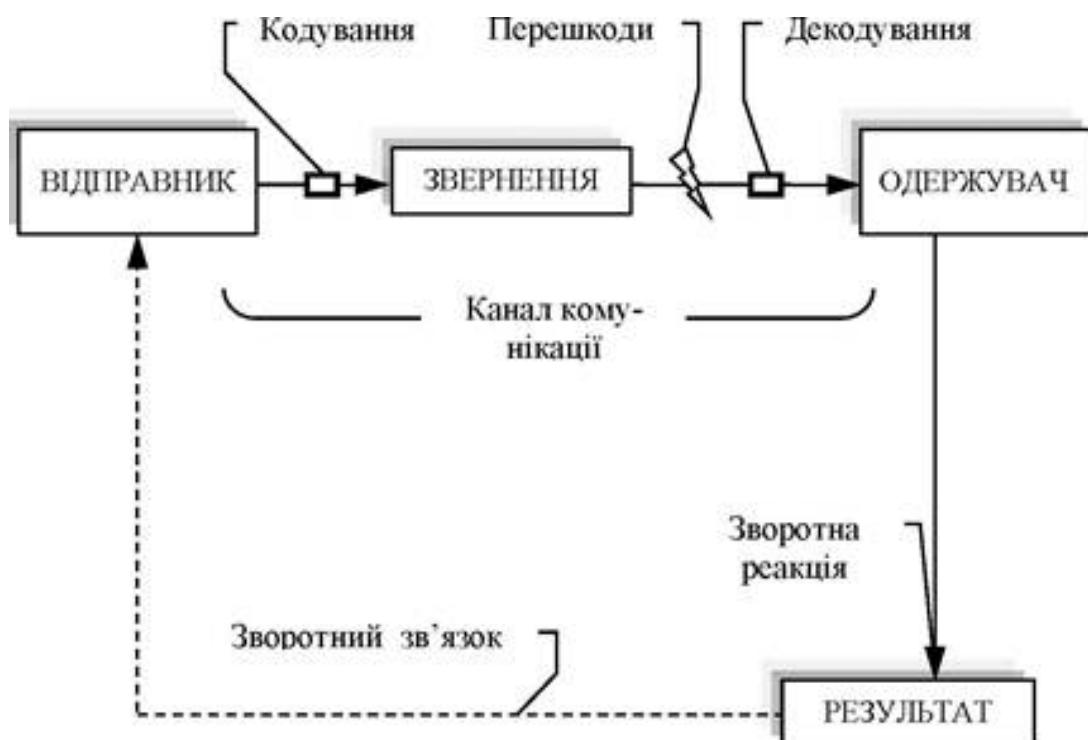 Кодування
Перешкоди
Декодування
ВІДПРАВНИК
ЗВЕРНЕННЯ
ОДЕРЖУВАЧ
Канал кому-
нікації
Зворотна
реакція
Зворотний зв’язок
РЕЗУЛЬТАТ